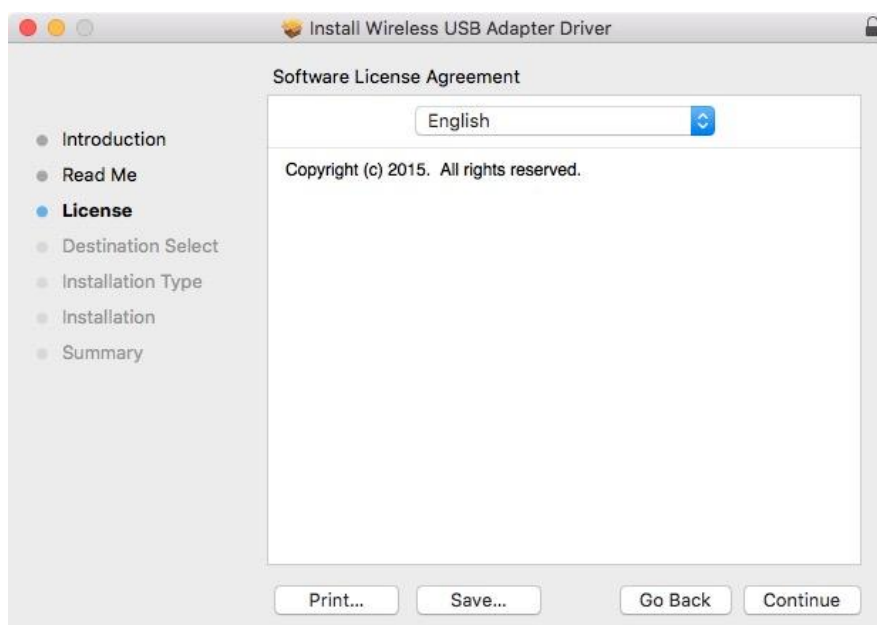 Install Wireless USB Adapter Driver
Software License Agreement
English
Introduction
Read Me
License
Destination Select
Installation Type
Installation
Summary
Copyright (c) 2015.  All rights reserved.
Print...
Save...
Go Back
Continue